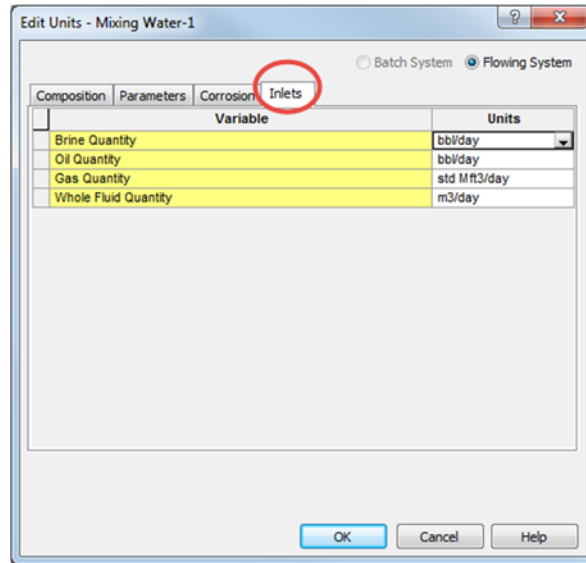 Edit Units - Mixing Water-1
Batch System Flowing System
Composition Parameters Corrosion Inlets
Variable Units
Brine Quantity bbl/day
Oil Quantity bbl/day
Gas Quantity std Mft3/day
Whole Fluid Quantity m3/day
OK Cancel Help